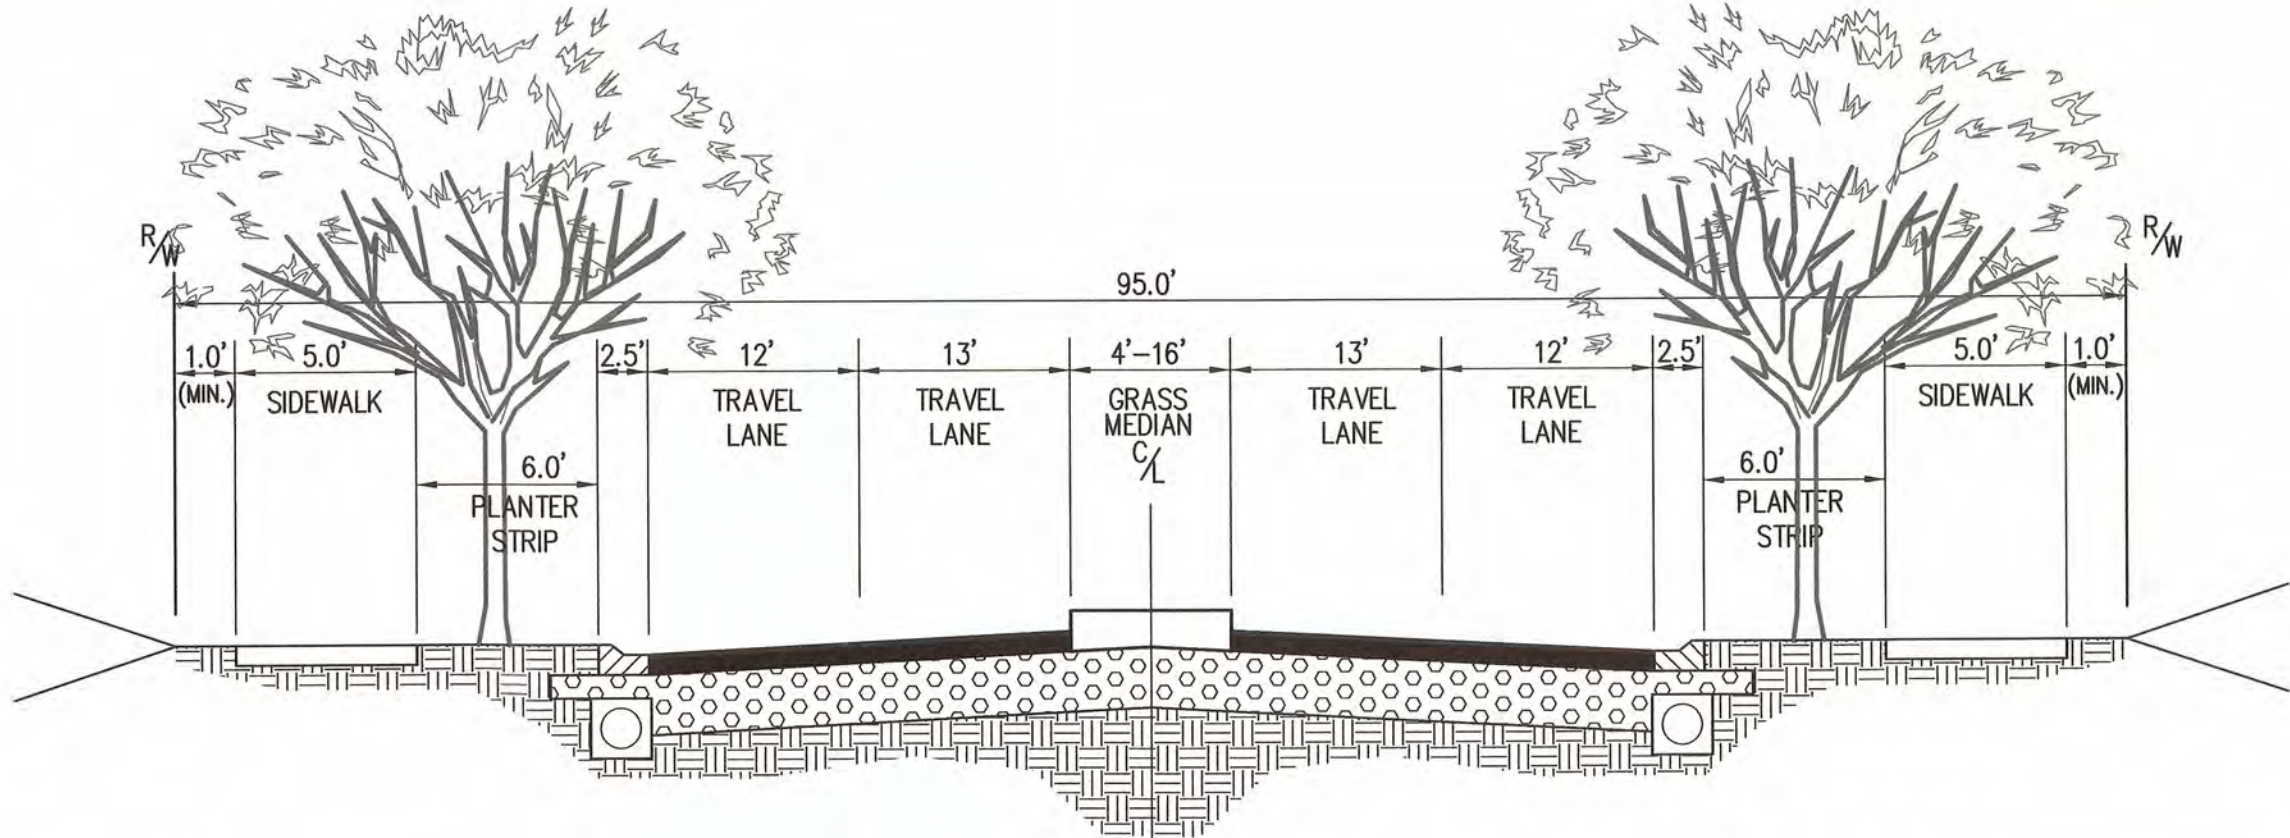 R/W
R/W
95.0'
1.0'
5.0'
2.5'
12'
13'
4'-16'
13'
12'
2.5'
5.0'
1.0'
(MIN.)
SIDEWALK
TRAVEL
LANE
TRAVEL
LANE
GRASS
MEDIAN
C/L
TRAVEL
LANE
TRAVEL
LANE
SIDEWALK
(MIN.)
6.0'
PLANTER
STRIP
6.0'
PLANTER
STRIP